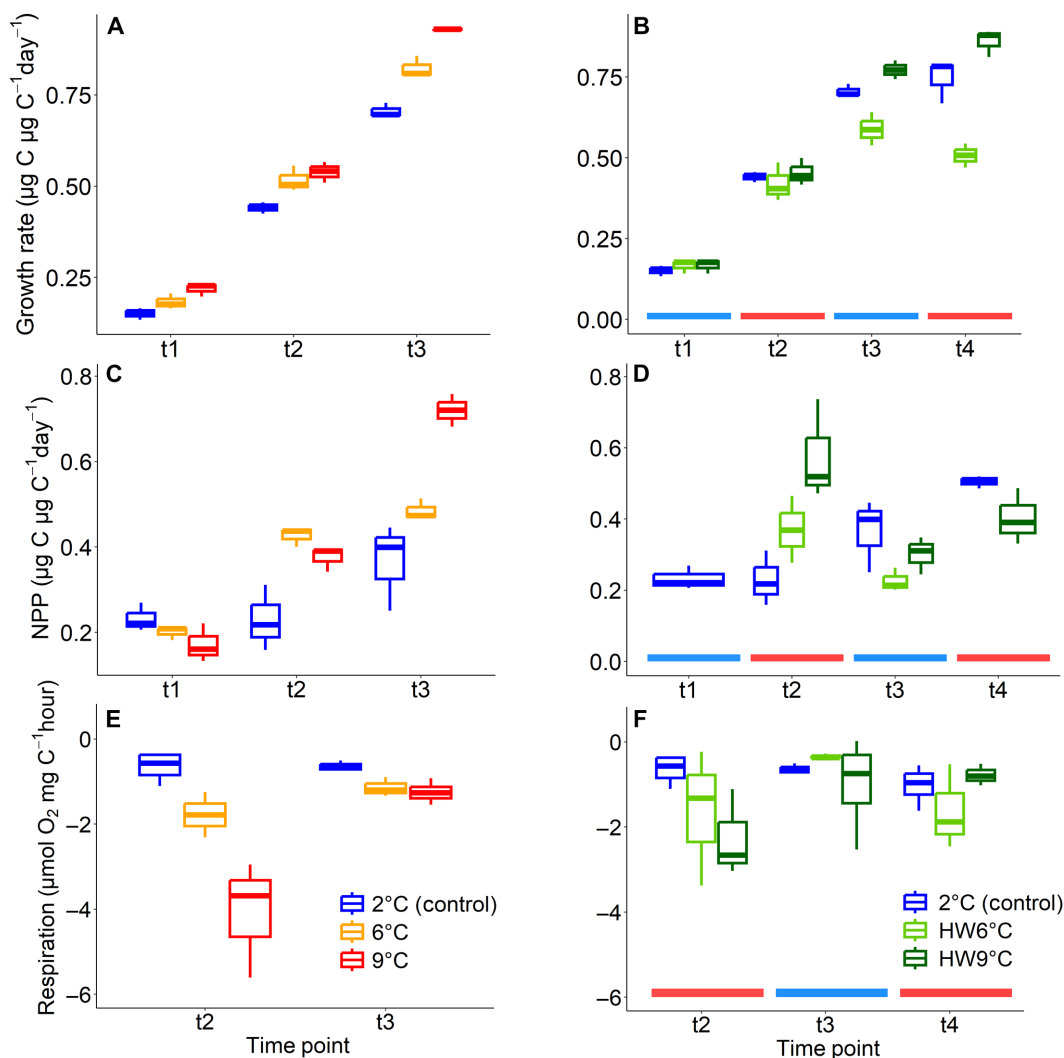 A
Growth rate (µg C µg C⁻¹day⁻¹)
0.75
0.50
0.25
t1 t2 t3
B
0.75
0.50
0.25
0.00
t1 t2 t3 t4
C
NPP (µg C µg C⁻¹day⁻¹)
0.8
0.6
0.4
0.2
t1 t2 t3
D
0.8
0.6
0.4
0.2
0.0
t1 t2 t3 t4
E
Respiration (µmol O₂ mg C⁻¹hour)
0
−2
−4
−6
2°C (control)
6°C
9°C
t2 t3
Time point
F
0
−2
−4
−6
2°C (control)
HW6°C
HW9°C
t2 t3 t4
Time point